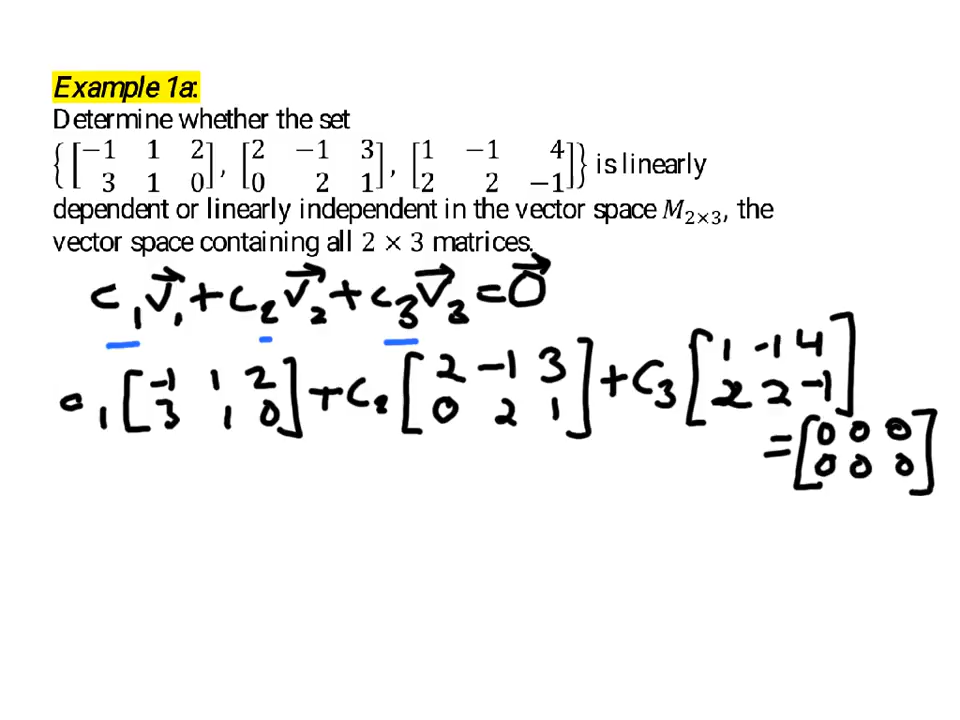 Example 1a:
Determine whether the set
{[−1 1 2; 3 1 0], [2 −1 3; 0 2 1], [1 −1 4; 2 2 −1]} is linearly
dependent or linearly independent in the vector space M₂ₓ₃, the
vector space containing all 2 × 3 matrices.
c₁v⃗₁ + c₂v⃗₂ + c₃v⃗₃ = 0⃗
c₁[-1 1 2; 3 1 0] + c₂[2 -1 3; 0 2 1] + c₃[1 -1 4; 2 2 -1]
= [0 0 0; 0 0 0]